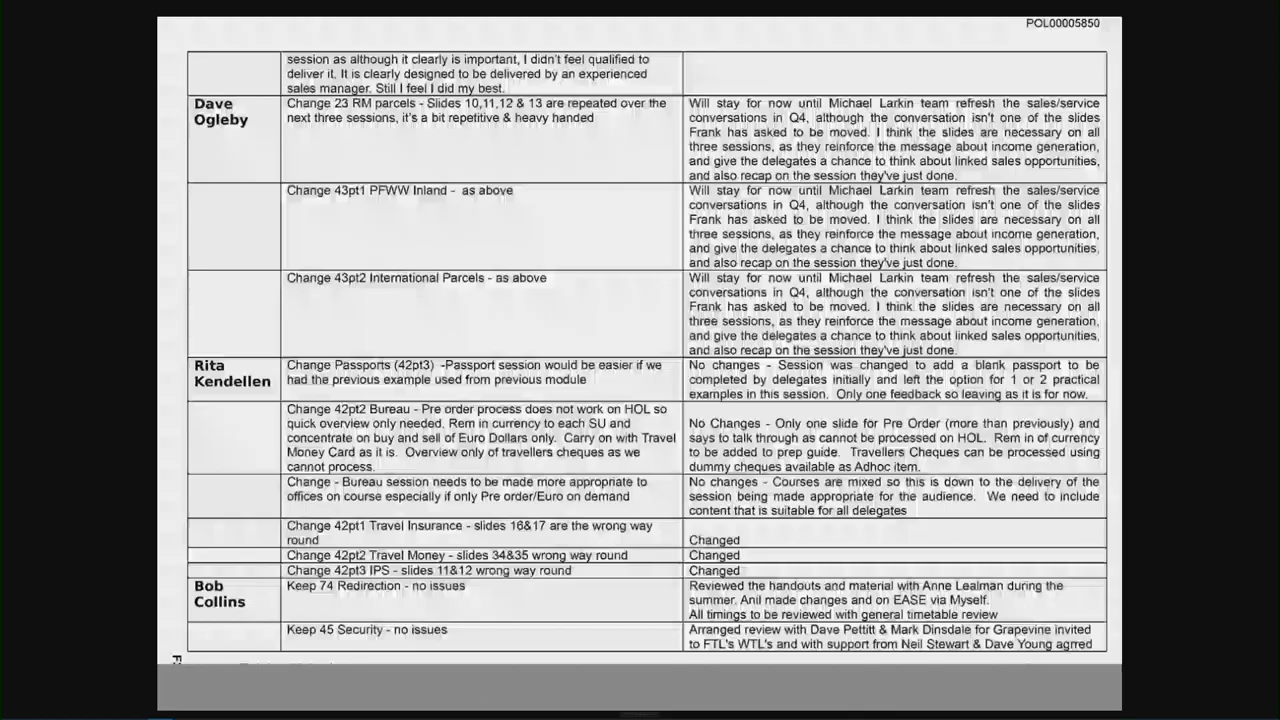 POL00005850
session as although it clearly is important, I didn't feel qualified to
deliver it. It is clearly designed to be delivered by an experienced
sales manager. Still I feel I did my best.
Dave
Ogleby
Change 23 RM parcels - Slides 10,11,12 & 13 are repeated over the
next three sessions, it's a bit repetitive & heavy handed
Will stay for now until Michael Larkin team refresh the sales/service
conversations in Q4, although the conversation isn't one of the slides
Frank has asked to be moved. I think the slides are necessary on all
three sessions, as they reinforce the message about income generation,
and give the delegates a chance to think about linked sales opportunities,
and also recap on the session they've just done.
Change 43pt1 PFWW Inland - as above
Will stay for now until Michael Larkin team refresh the sales/service
conversations in Q4, although the conversation isn't one of the slides
Frank has asked to be moved. I think the slides are necessary on all
three sessions, as they reinforce the message about income generation,
and give the delegates a chance to think about linked sales opportunities,
and also recap on the session they've just done.
Change 43pt2 International Parcels - as above
Will stay for now until Michael Larkin team refresh the sales/service
conversations in Q4, although the conversation isn't one of the slides
Frank has asked to be moved. I think the slides are necessary on all
three sessions, as they reinforce the message about income generation,
and give the delegates a chance to think about linked sales opportunities,
and also recap on the session they've just done.
Rita
Kendellen
Change Passports (42pt3) -Passport session would be easier if we
had the previous example used from previous module
No changes - Session was changed to add a blank passport to be
completed by delegates initially and left the option for 1 or 2 practical
examples in this session. Only one feedback so leaving as it is for now.
Change 42pt2 Bureau - Pre order process does not work on HOL so
quick overview only needed. Rem in currency to each SU and
concentrate on buy and sell of Euro Dollars only. Carry on with Travel
Money Card as it is. Overview only of travellers cheques as we
cannot process.
No Changes - Only one slide for Pre Order (more than previously) and
says to talk through as cannot be processed on HOL. Rem in of currency
to be added to prep guide. Travellers Cheques can be processed using
dummy cheques available as Adhoc item.
Change - Bureau session needs to be made more appropriate to
offices on course especially if only Pre order/Euro on demand
No changes - Courses are mixed so this is down to the delivery of the
session being made appropriate for the audience. We need to include
content that is suitable for all delegates
Change 42pt1 Travel Insurance - slides 16&17 are the wrong way
round
Changed
Change 42pt2 Travel Money - slides 34&35 wrong way round
Changed
Change 42pt3 IPS - slides 11&12 wrong way round
Changed
Bob
Collins
Keep 74 Redirection - no issues
Reviewed the handouts and material with Anne Lealman during the
summer. Anil made changes and on EASE via Myself.
All timings to be reviewed with general timetable review
Keep 45 Security - no issues
Arranged review with Dave Pettitt & Mark Dinsdale for Grapevine invited
to FTL's WTL's and with support from Neil Stewart & Dave Young agrred